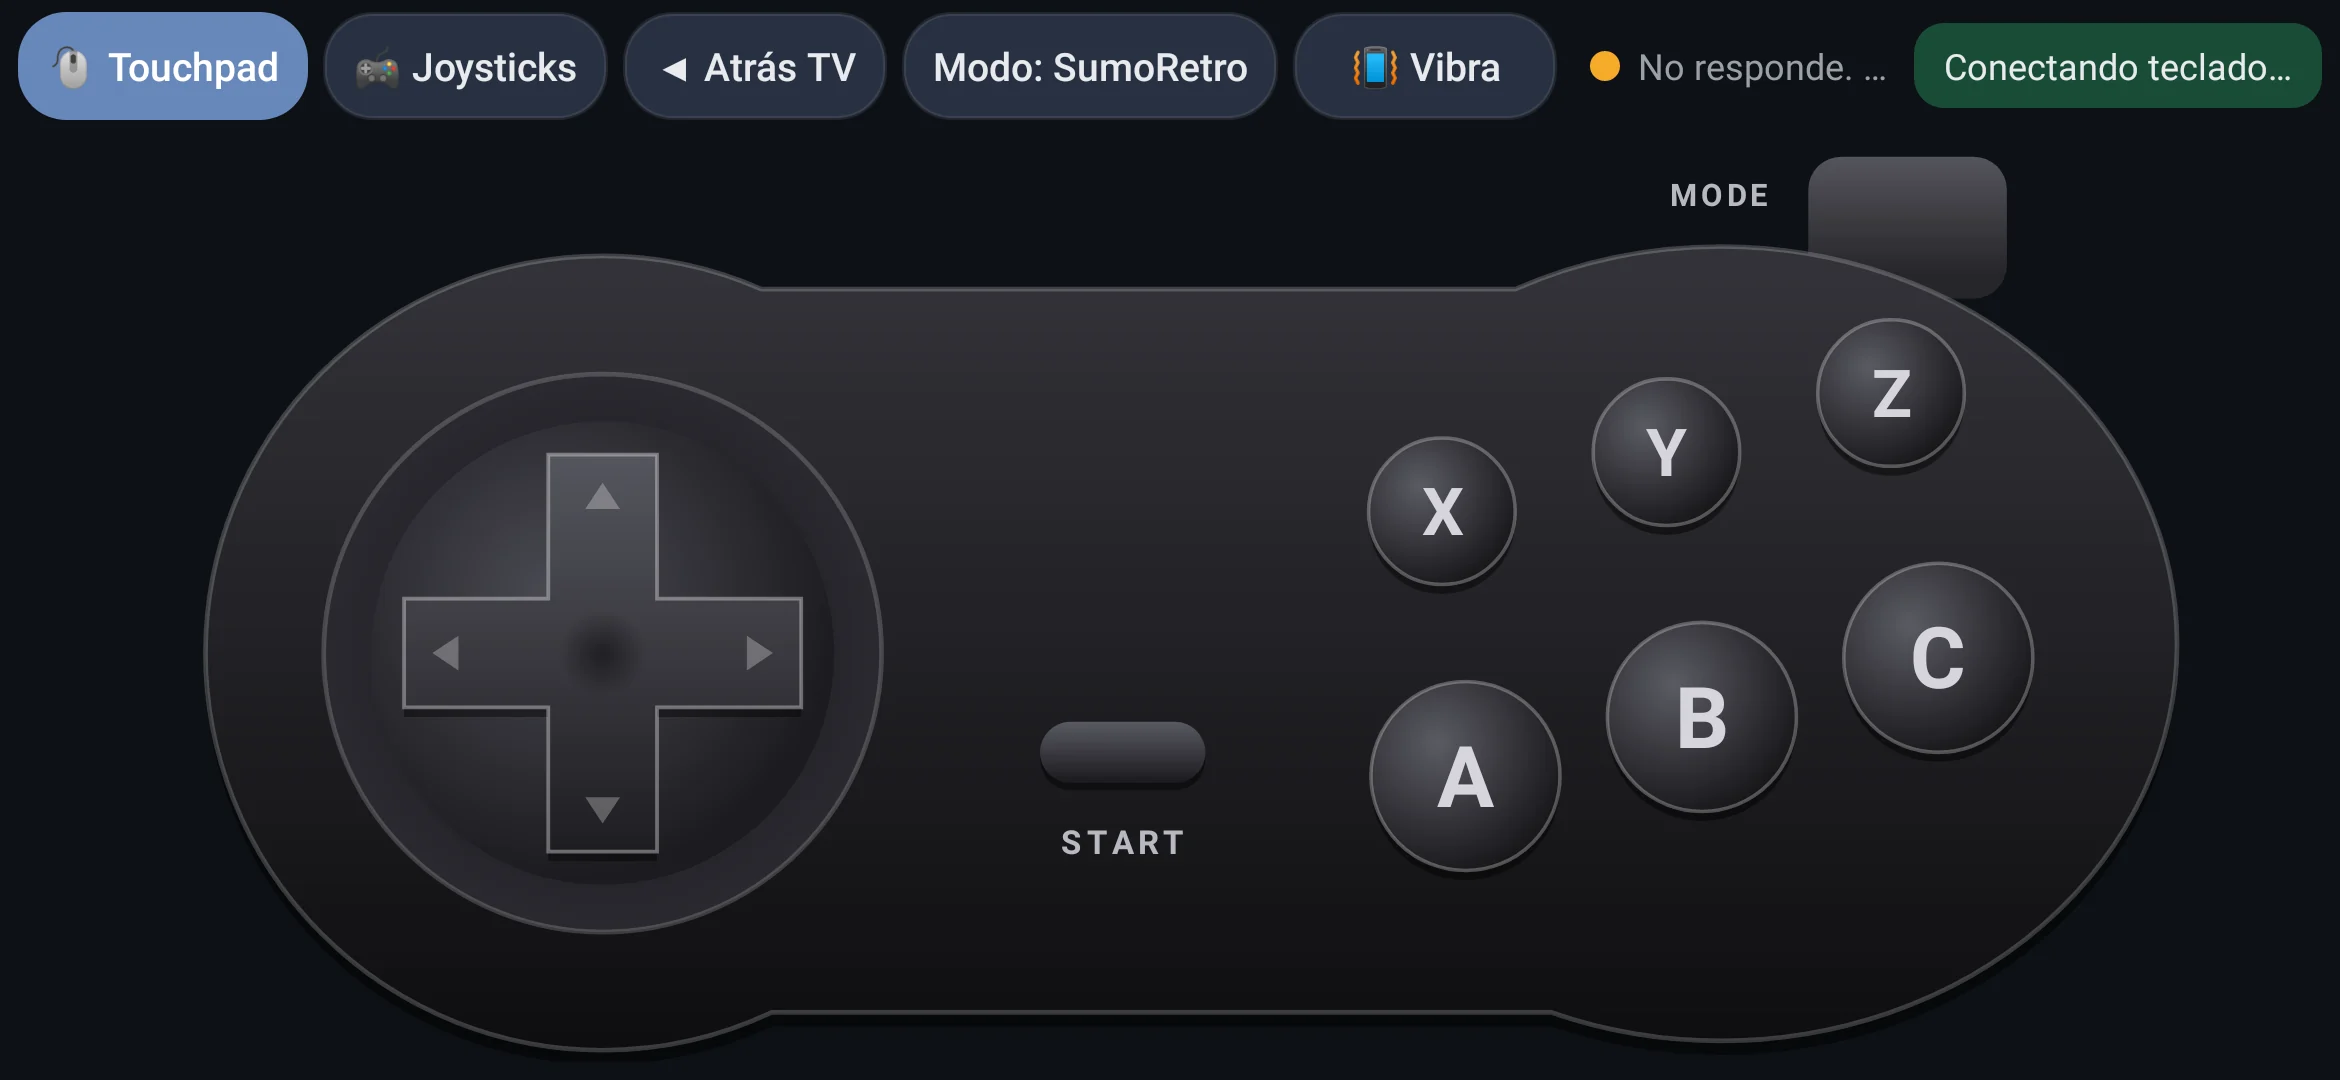 Touchpad
Joysticks
◀ Atrás TV
Modo: SumoRetro
Vibra
No responde. …
Conectando teclado…
MODE
Z
Y
X
C
B
A
START